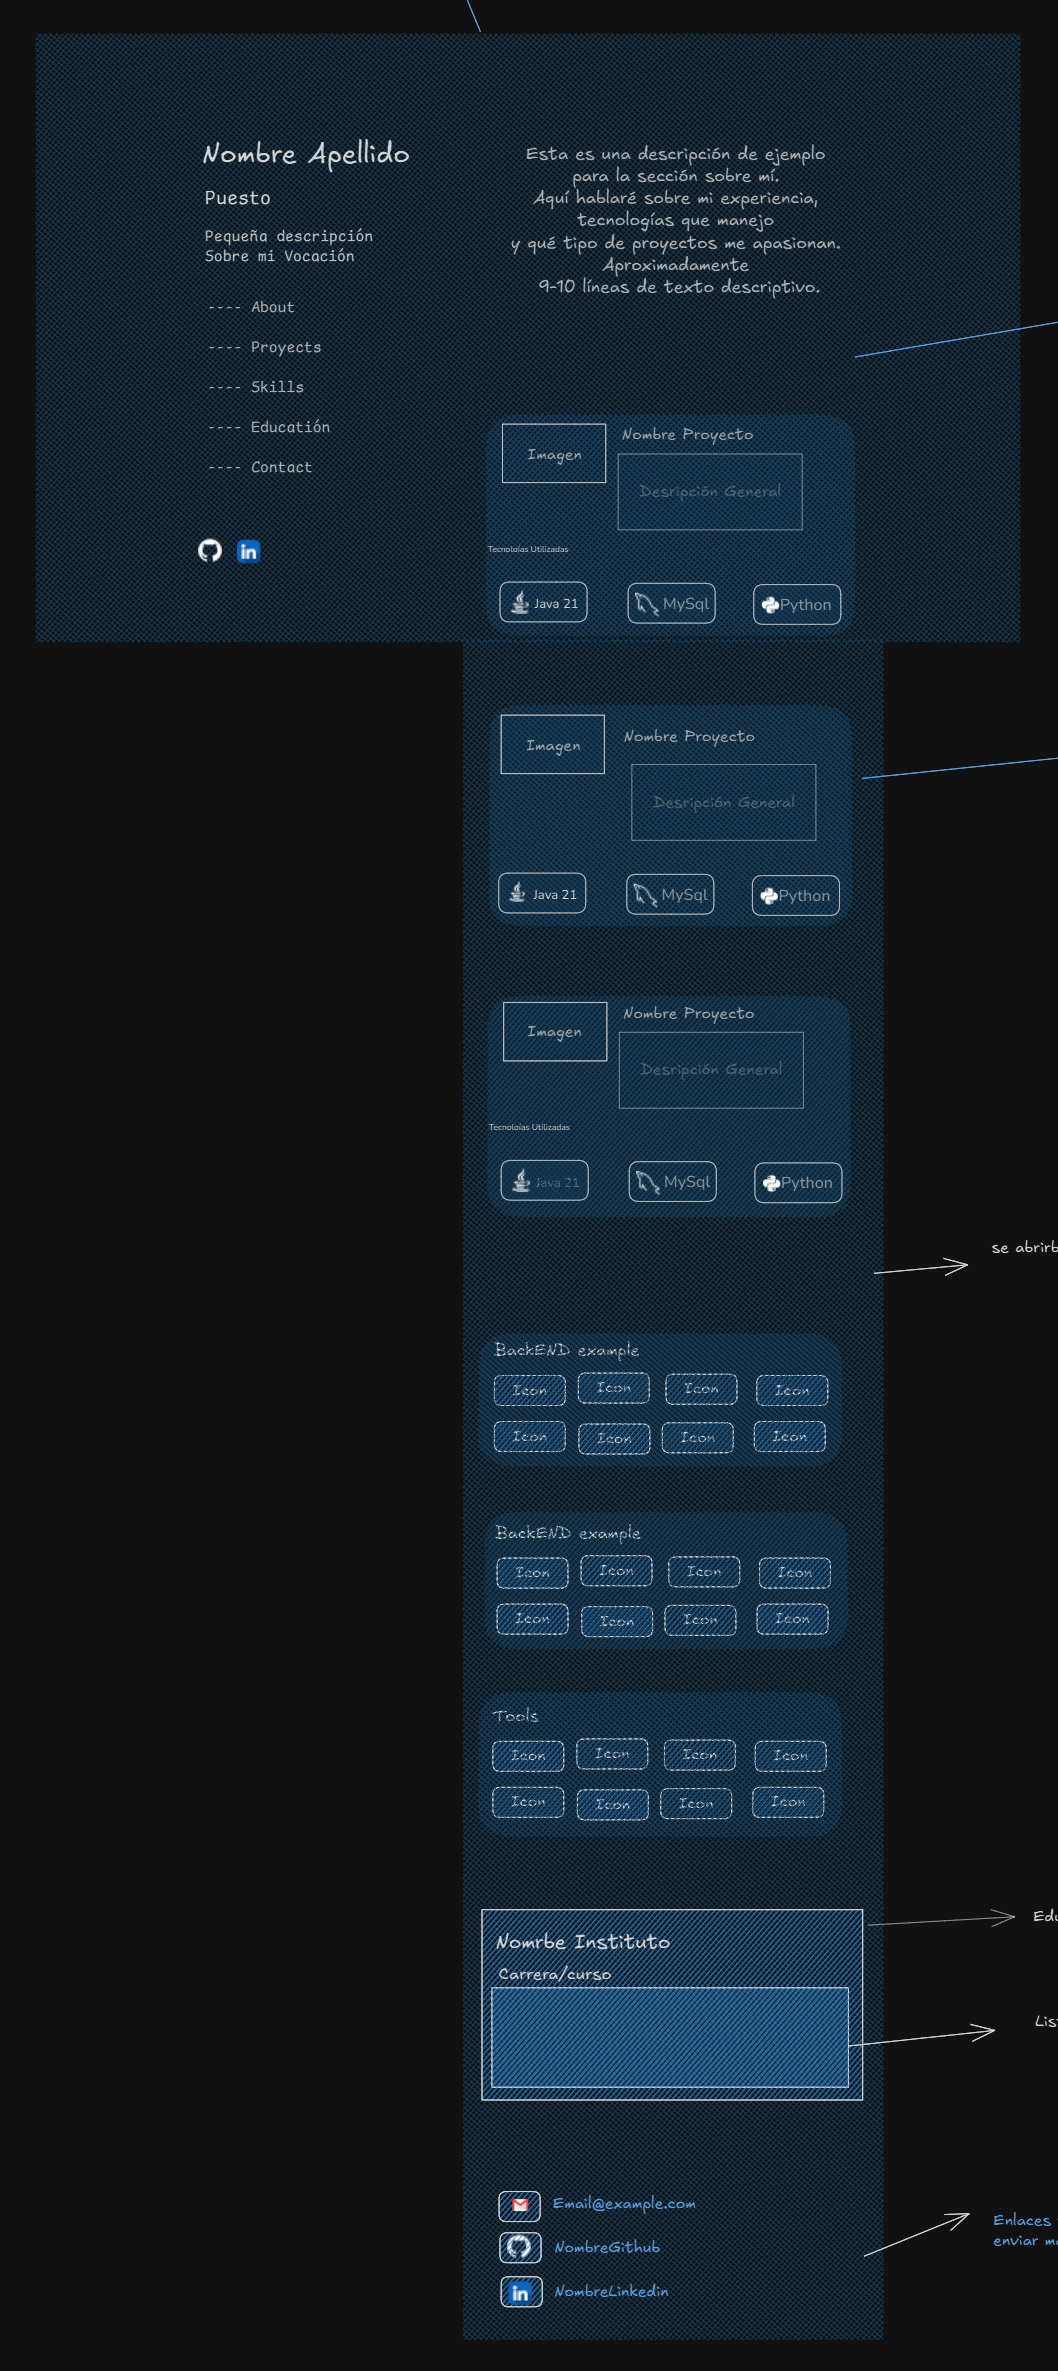 Nombre Apellido
Puesto
Pequeña descripción
Sobre mi Vocación
---- About
---- Proyects
---- Skills
---- Educatión
---- Contact
in
Esta es una descripción de ejemplo
para la sección sobre mí.
Aquí hablaré sobre mi experiencia,
tecnologías que manejo
y qué tipo de proyectos me apasionan.
Aproximadamente
9-10 líneas de texto descriptivo.
Imagen
Nombre Proyecto
Desripción General
Tecnoloías Utilizadas
Java 21
MySql
Python
Imagen
Nombre Proyecto
Desripción General
Java 21
MySql
Python
Imagen
Nombre Proyecto
Desripción General
Tecnoloías Utilizadas
Java 21
MySql
Python
se abrirb
BackEND example
Icon Icon Icon Icon
Icon Icon Icon Icon
BackEND example
Icon Icon Icon Icon
Icon Icon Icon Icon
Tools
Icon Icon Icon Icon
Icon Icon Icon Icon
Nomrbe Instituto
Carrera/curso
Edu
Lis
Email@example.com
NombreGithub
in NombreLinkedin
Enlaces
enviar m